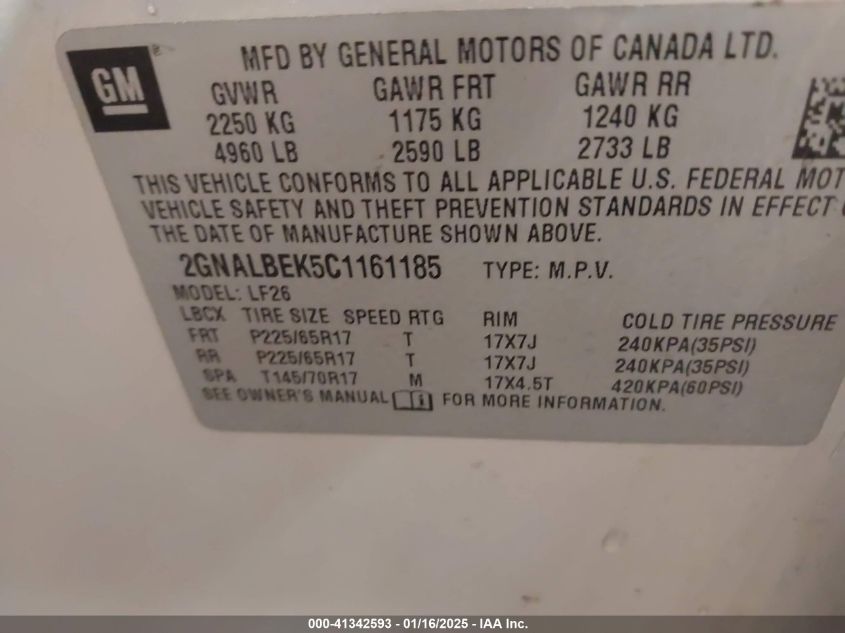 GM ®
MFD BY GENERAL MOTORS OF CANADA LTD.
GVWR GAWR FRT GAWR RR
2250 KG 1175 KG 1240 KG
4960 LB 2590 LB 2733 LB
THIS VEHICLE CONFORMS TO ALL APPLICABLE U.S. FEDERAL MOT
VEHICLE SAFETY AND THEFT PREVENTION STANDARDS IN EFFECT
THE DATE OF MANUFACTURE SHOWN ABOVE.
2GNALBEK5C1161185 TYPE: M.P.V.
MODEL: LF26
LBCX TIRE SIZE SPEED RTG RIM COLD TIRE PRESSURE
FRT P225/65R17 T 17X7J 240KPA(35PSI)
RR P225/65R17 T 17X7J 240KPA(35PSI)
SPA T145/70R17 M 17X4.5T 420KPA(60PSI)
SEE OWNER'S MANUAL FOR MORE INFORMATION.
000-41342593 - 01/16/2025 - IAA Inc.